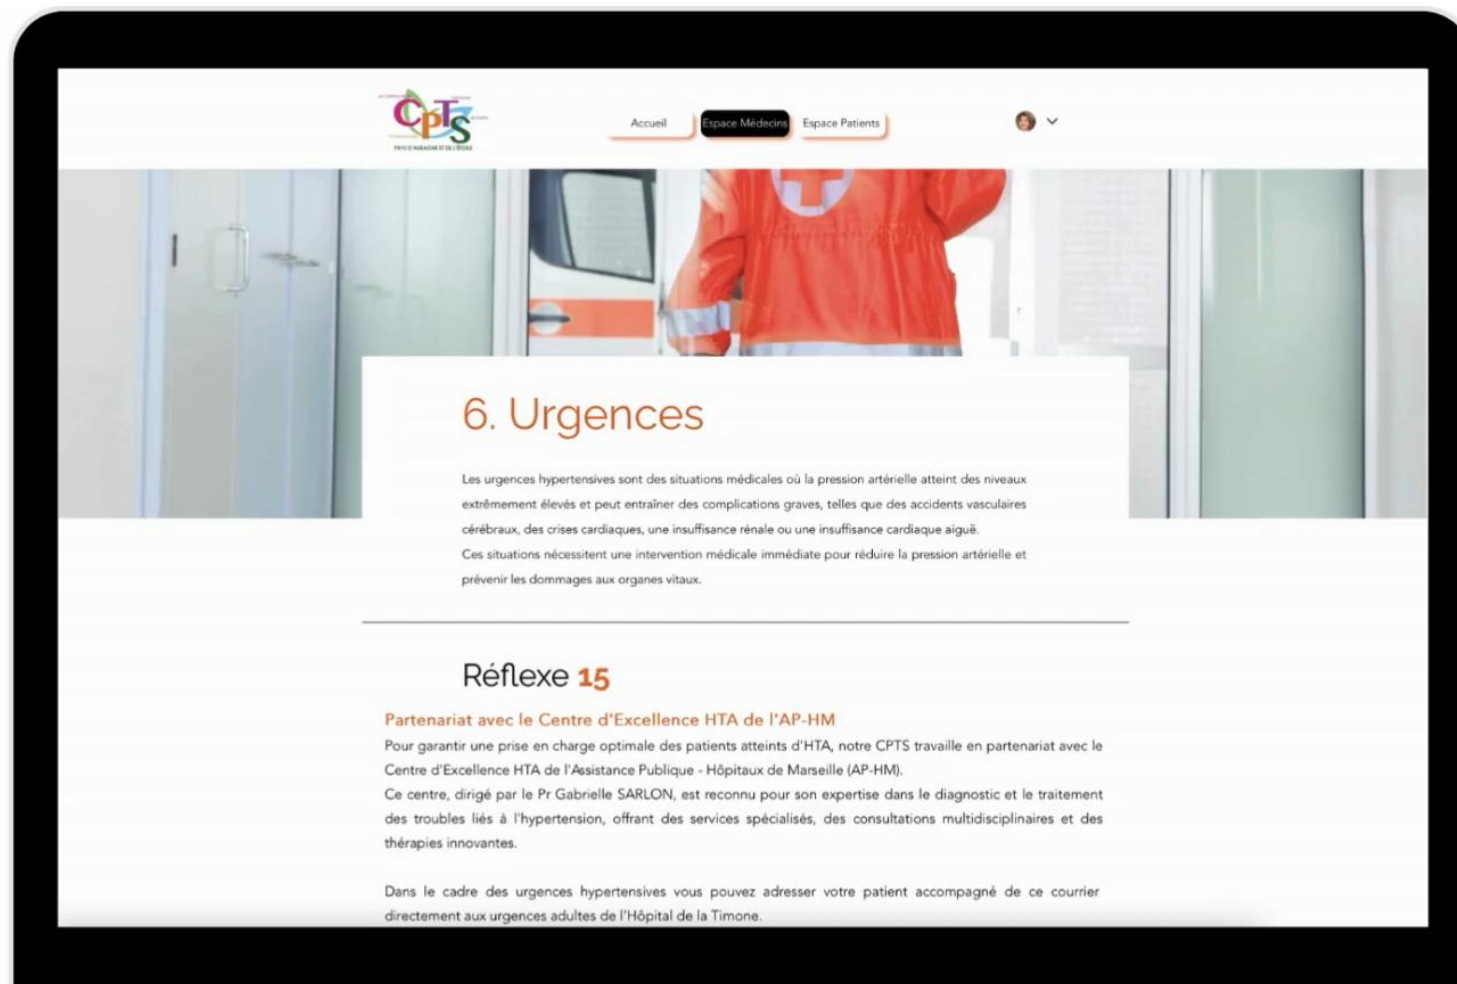 CPTS
PAYS D'AUBAGNE ET DE L'ÉTOILE
Accueil
Espace Médecins
Espace Patients
6. Urgences
Les urgences hypertensives sont des situations médicales où la pression artérielle atteint des niveaux
extrêmement élevés et peut entraîner des complications graves, telles que des accidents vasculaires
cérébraux, des crises cardiaques, une insuffisance rénale ou une insuffisance cardiaque aiguë.
Ces situations nécessitent une intervention médicale immédiate pour réduire la pression artérielle et
prévenir les dommages aux organes vitaux.
Réflexe 15
Partenariat avec le Centre d'Excellence HTA de l'AP-HM
Pour garantir une prise en charge optimale des patients atteints d'HTA, notre CPTS travaille en partenariat avec le
Centre d'Excellence HTA de l'Assistance Publique - Hôpitaux de Marseille (AP-HM).
Ce centre, dirigé par le Pr Gabrielle SARLON, est reconnu pour son expertise dans le diagnostic et le traitement
des troubles liés à l'hypertension, offrant des services spécialisés, des consultations multidisciplinaires et des
thérapies innovantes.
Dans le cadre des urgences hypertensives vous pouvez adresser votre patient accompagné de ce courrier
directement aux urgences adultes de l'Hôpital de la Timone.